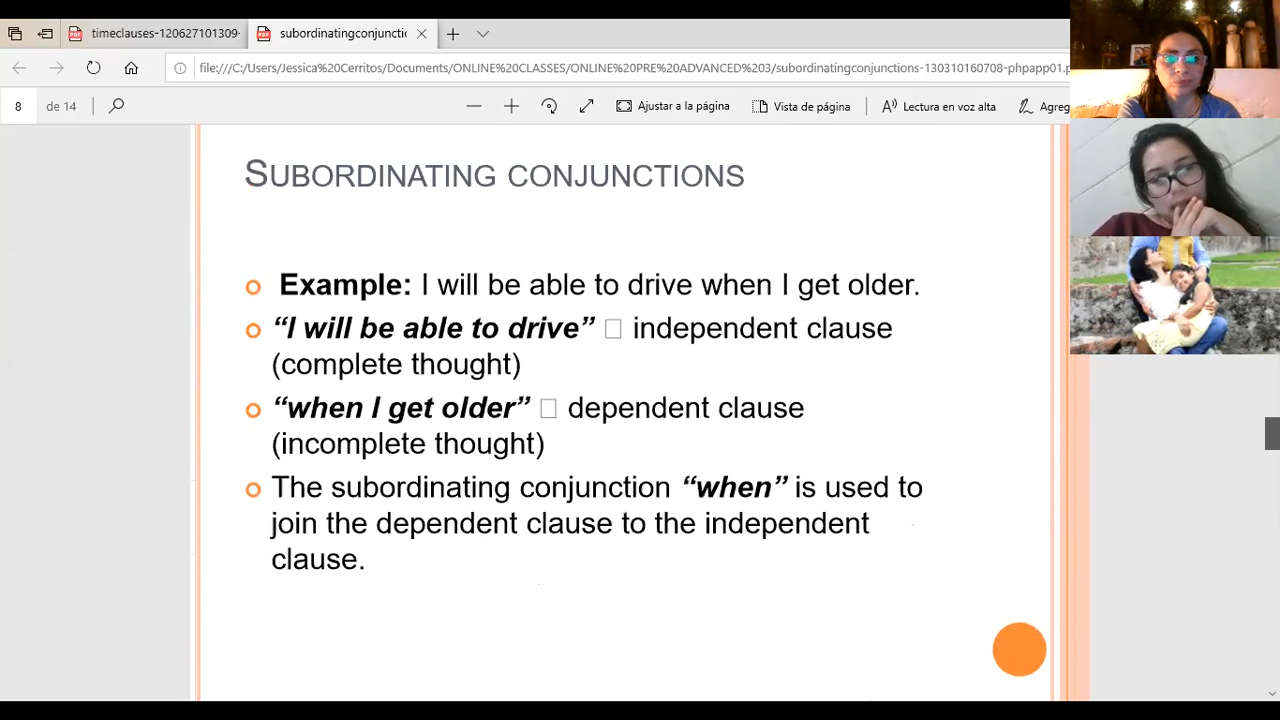 timeclauses-120627101309-
subordinatingconjuncti
file:///C:/Users/Jessica%20Cerritos/Documents/ONLINE%20CLASSES/ONLINE%20PRE%20ADVANCED%203/subordinatingconjunctions-130310160708-phpapp01.p
8 de 14
Ajustar a la página
Vista de página
Lectura en voz alta
Agreg
SUBORDINATING CONJUNCTIONS
Example: I will be able to drive when I get older.
“I will be able to drive” □ independent clause
(complete thought)
“when I get older” □ dependent clause
(incomplete thought)
The subordinating conjunction “when” is used to
join the dependent clause to the independent
clause.